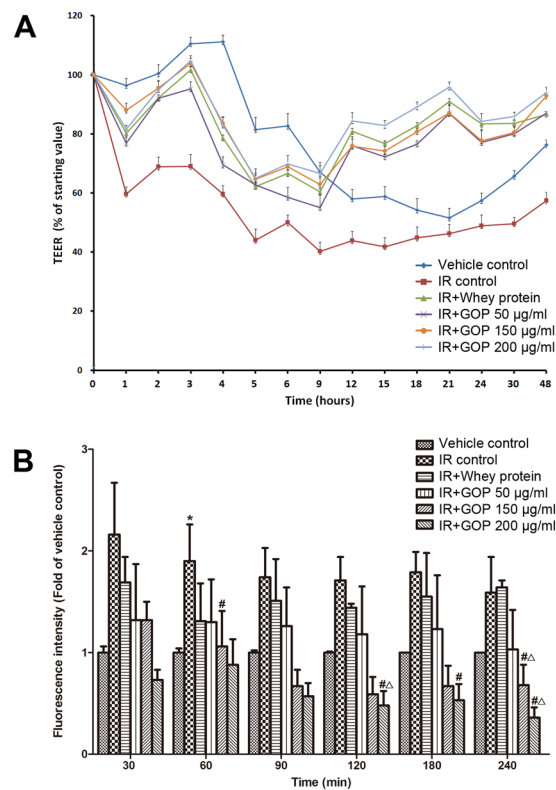 A
120
100
80
60
40
20
0
TEER (% of starting value)
0 1 2 3 4 5 6 9 12 15 18 21 24 30 48
Time (hours)
Vehicle control
IR control
IR+Whey protein
IR+GOP 50 μg/ml
IR+GOP 150 μg/ml
IR+GOP 200 μg/ml
B
3
2
1
0
Fluorescence intensity (Fold of vehicle control)
Vehicle control
IR control
IR+Whey protein
IR+GOP 50 μg/ml
IR+GOP 150 μg/ml
IR+GOP 200 μg/ml
* # #△ # #△ #△
30 60 90 120 180 240
Time (min)